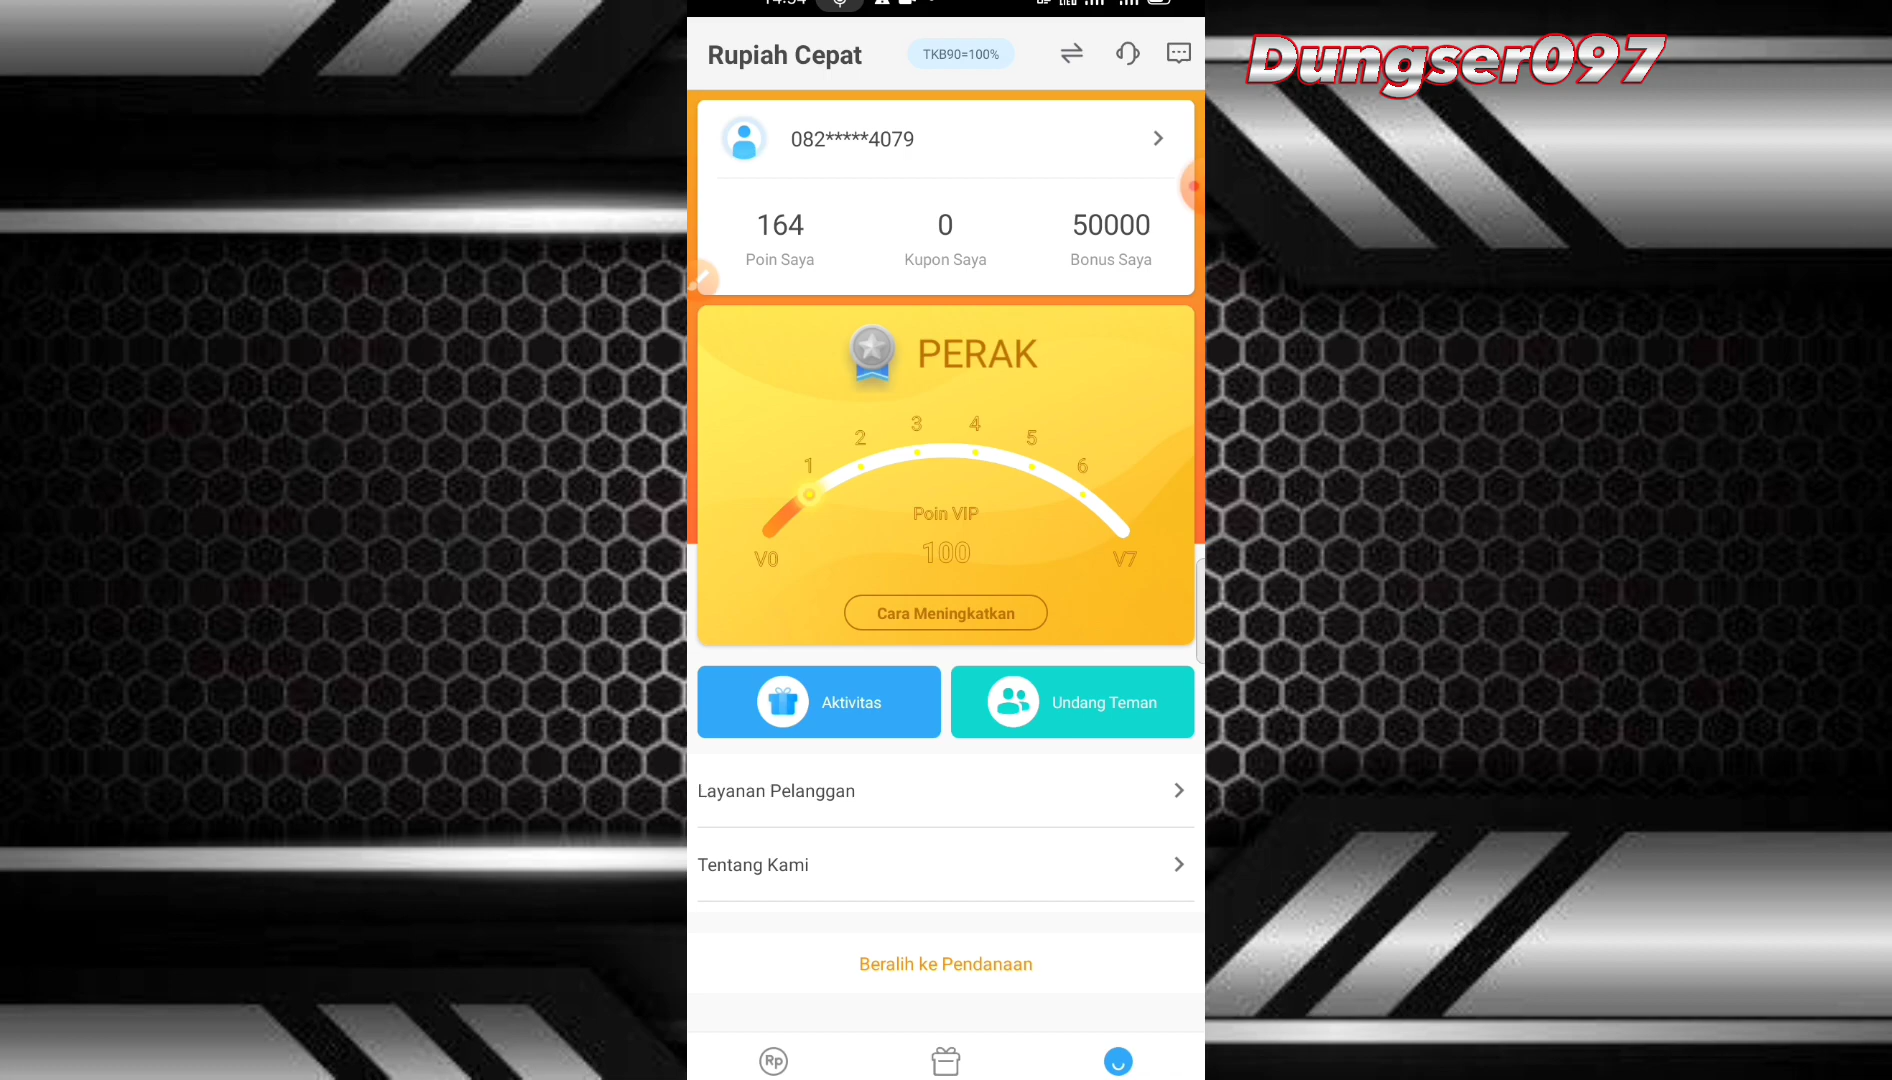 Dungser097
Rupiah Cepat
TKB90=100%
082*****4079
164
0
50000
Poin Saya
Kupon Saya
Bonus Saya
PERAK
1
2
3
4
5
6
Poin VIP
100
V0
V7
Cara Meningkatkan
Aktivitas
Undang Teman
Layanan Pelanggan
Tentang Kami
Beralih ke Pendanaan
Rp